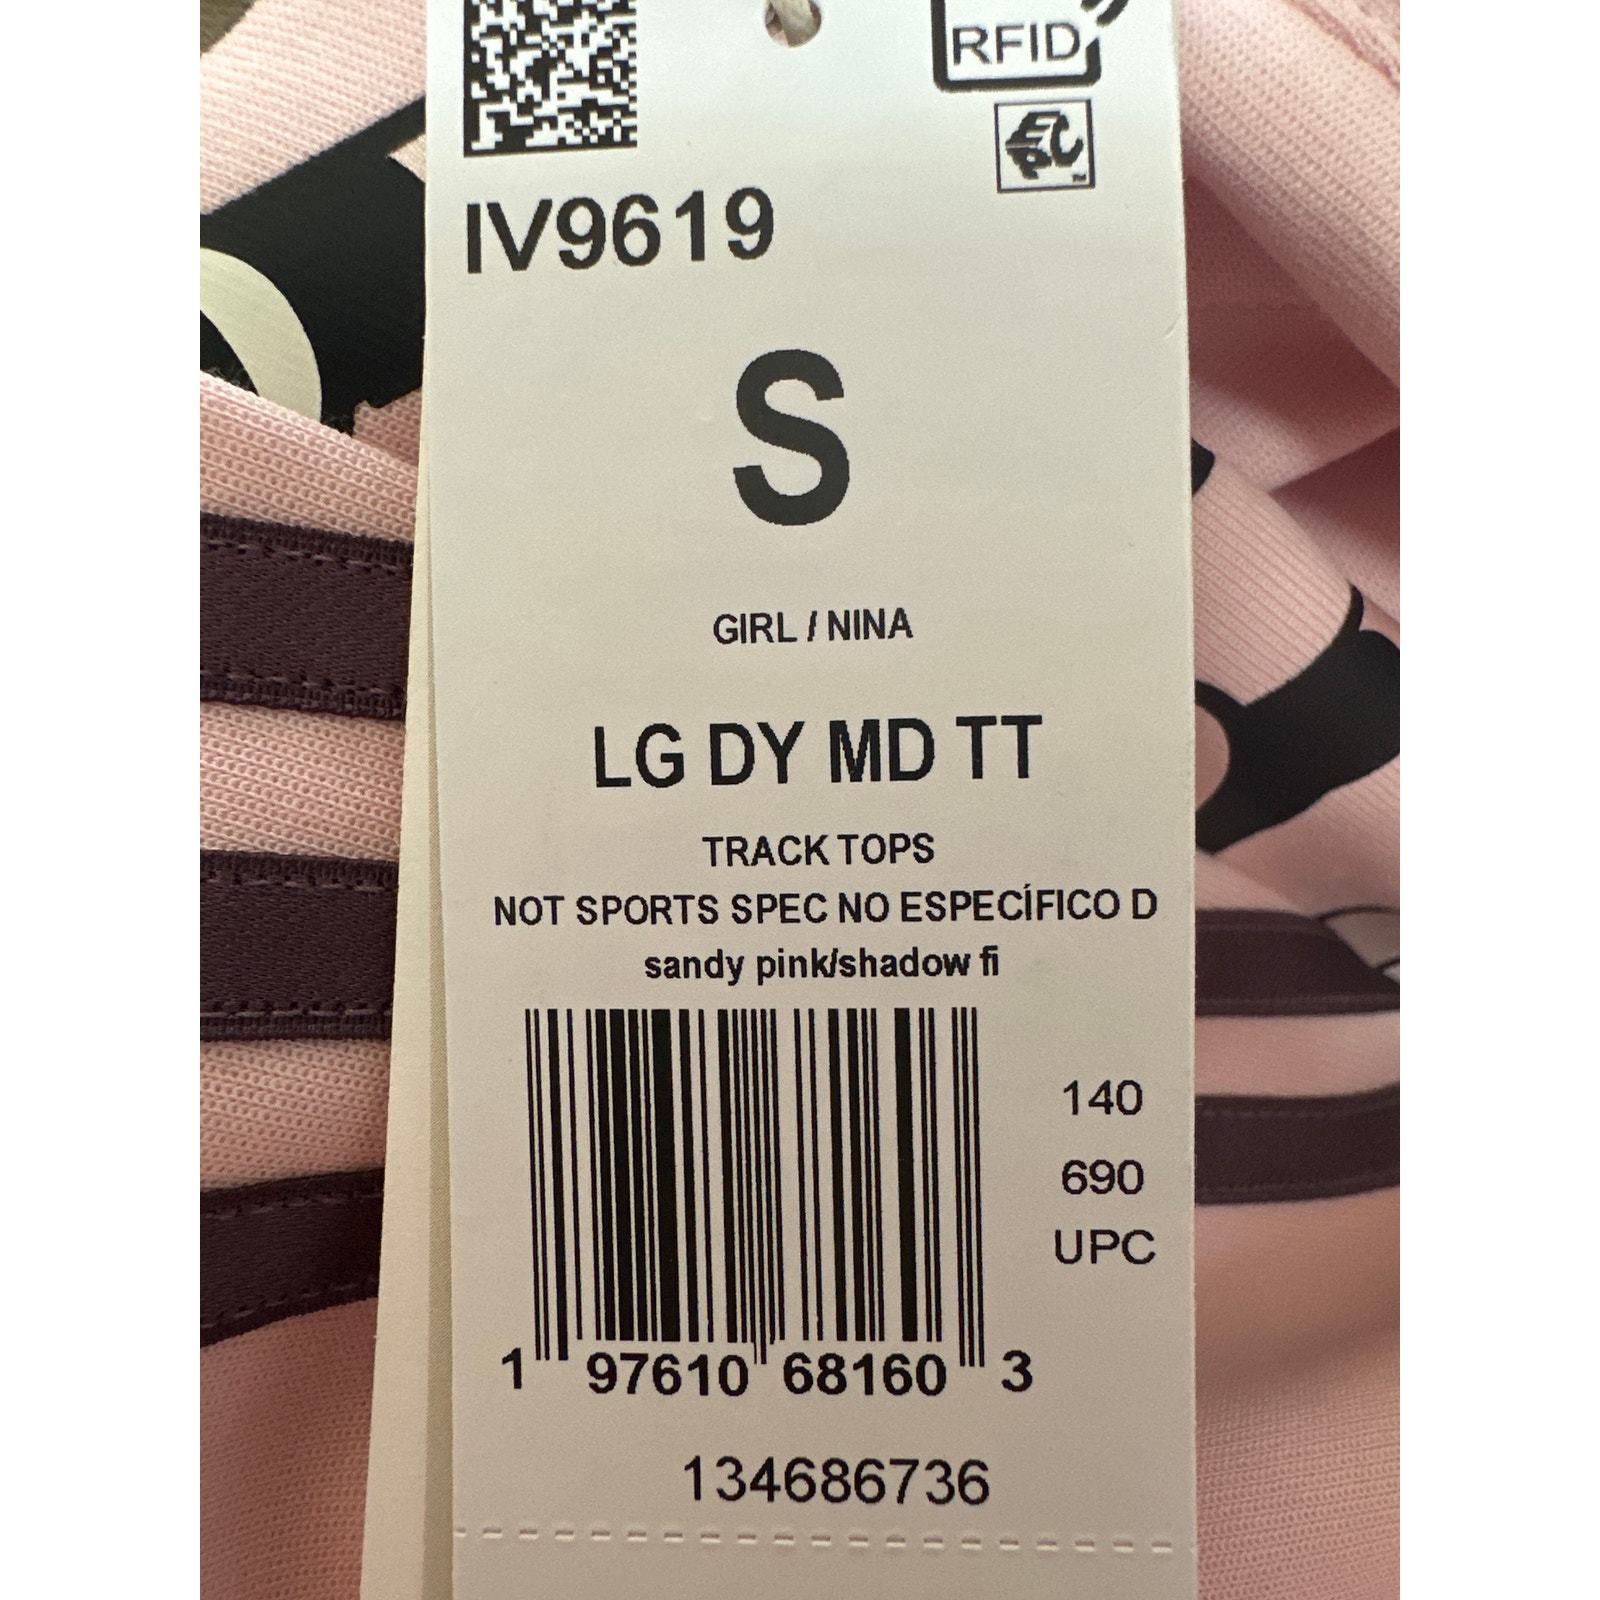 RFID
EPC
IV9619
S
GIRL / NINA
LG DY MD TT
TRACK TOPS
NOT SPORTS SPEC NO ESPECÍFICO D
sandy pink/shadow fi
140
690
UPC
1 97610 68160 3
134686736